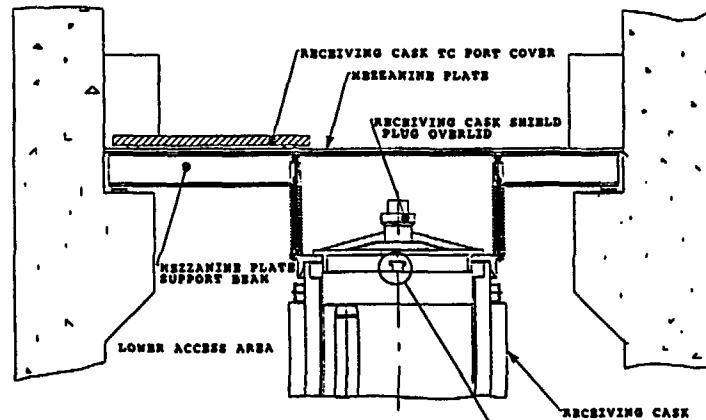 RECEIVING CASK TC PORT COVER
MEZZANINE PLATE
RECEIVING CASK SHIELD
PLUG OVERLID
MEZZANINE PLATE
SUPPORT BEAM
LOWER ACCESS AREA
RECEIVING CASK